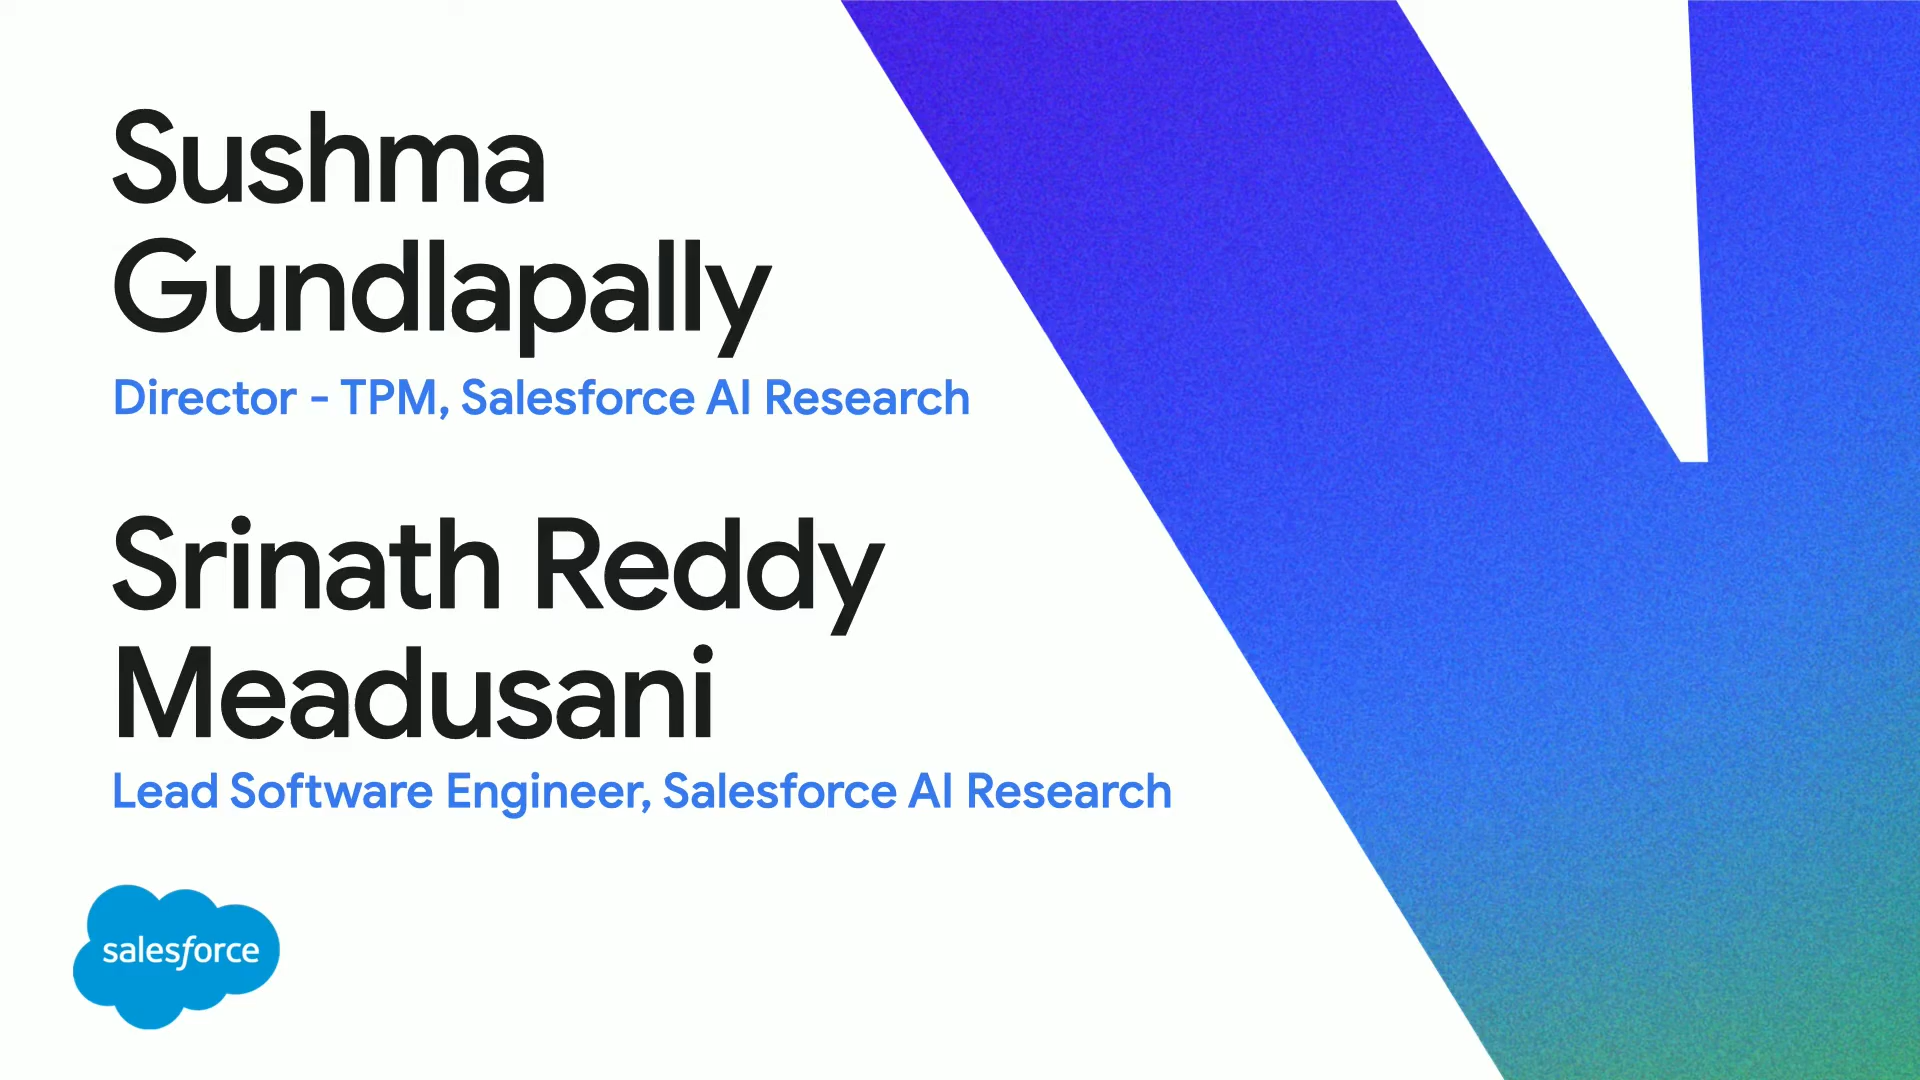 Sushma
Gundlapally
Director - TPM, Salesforce AI Research
Srinath Reddy
Meadusani
Lead Software Engineer, Salesforce AI Research
salesforce